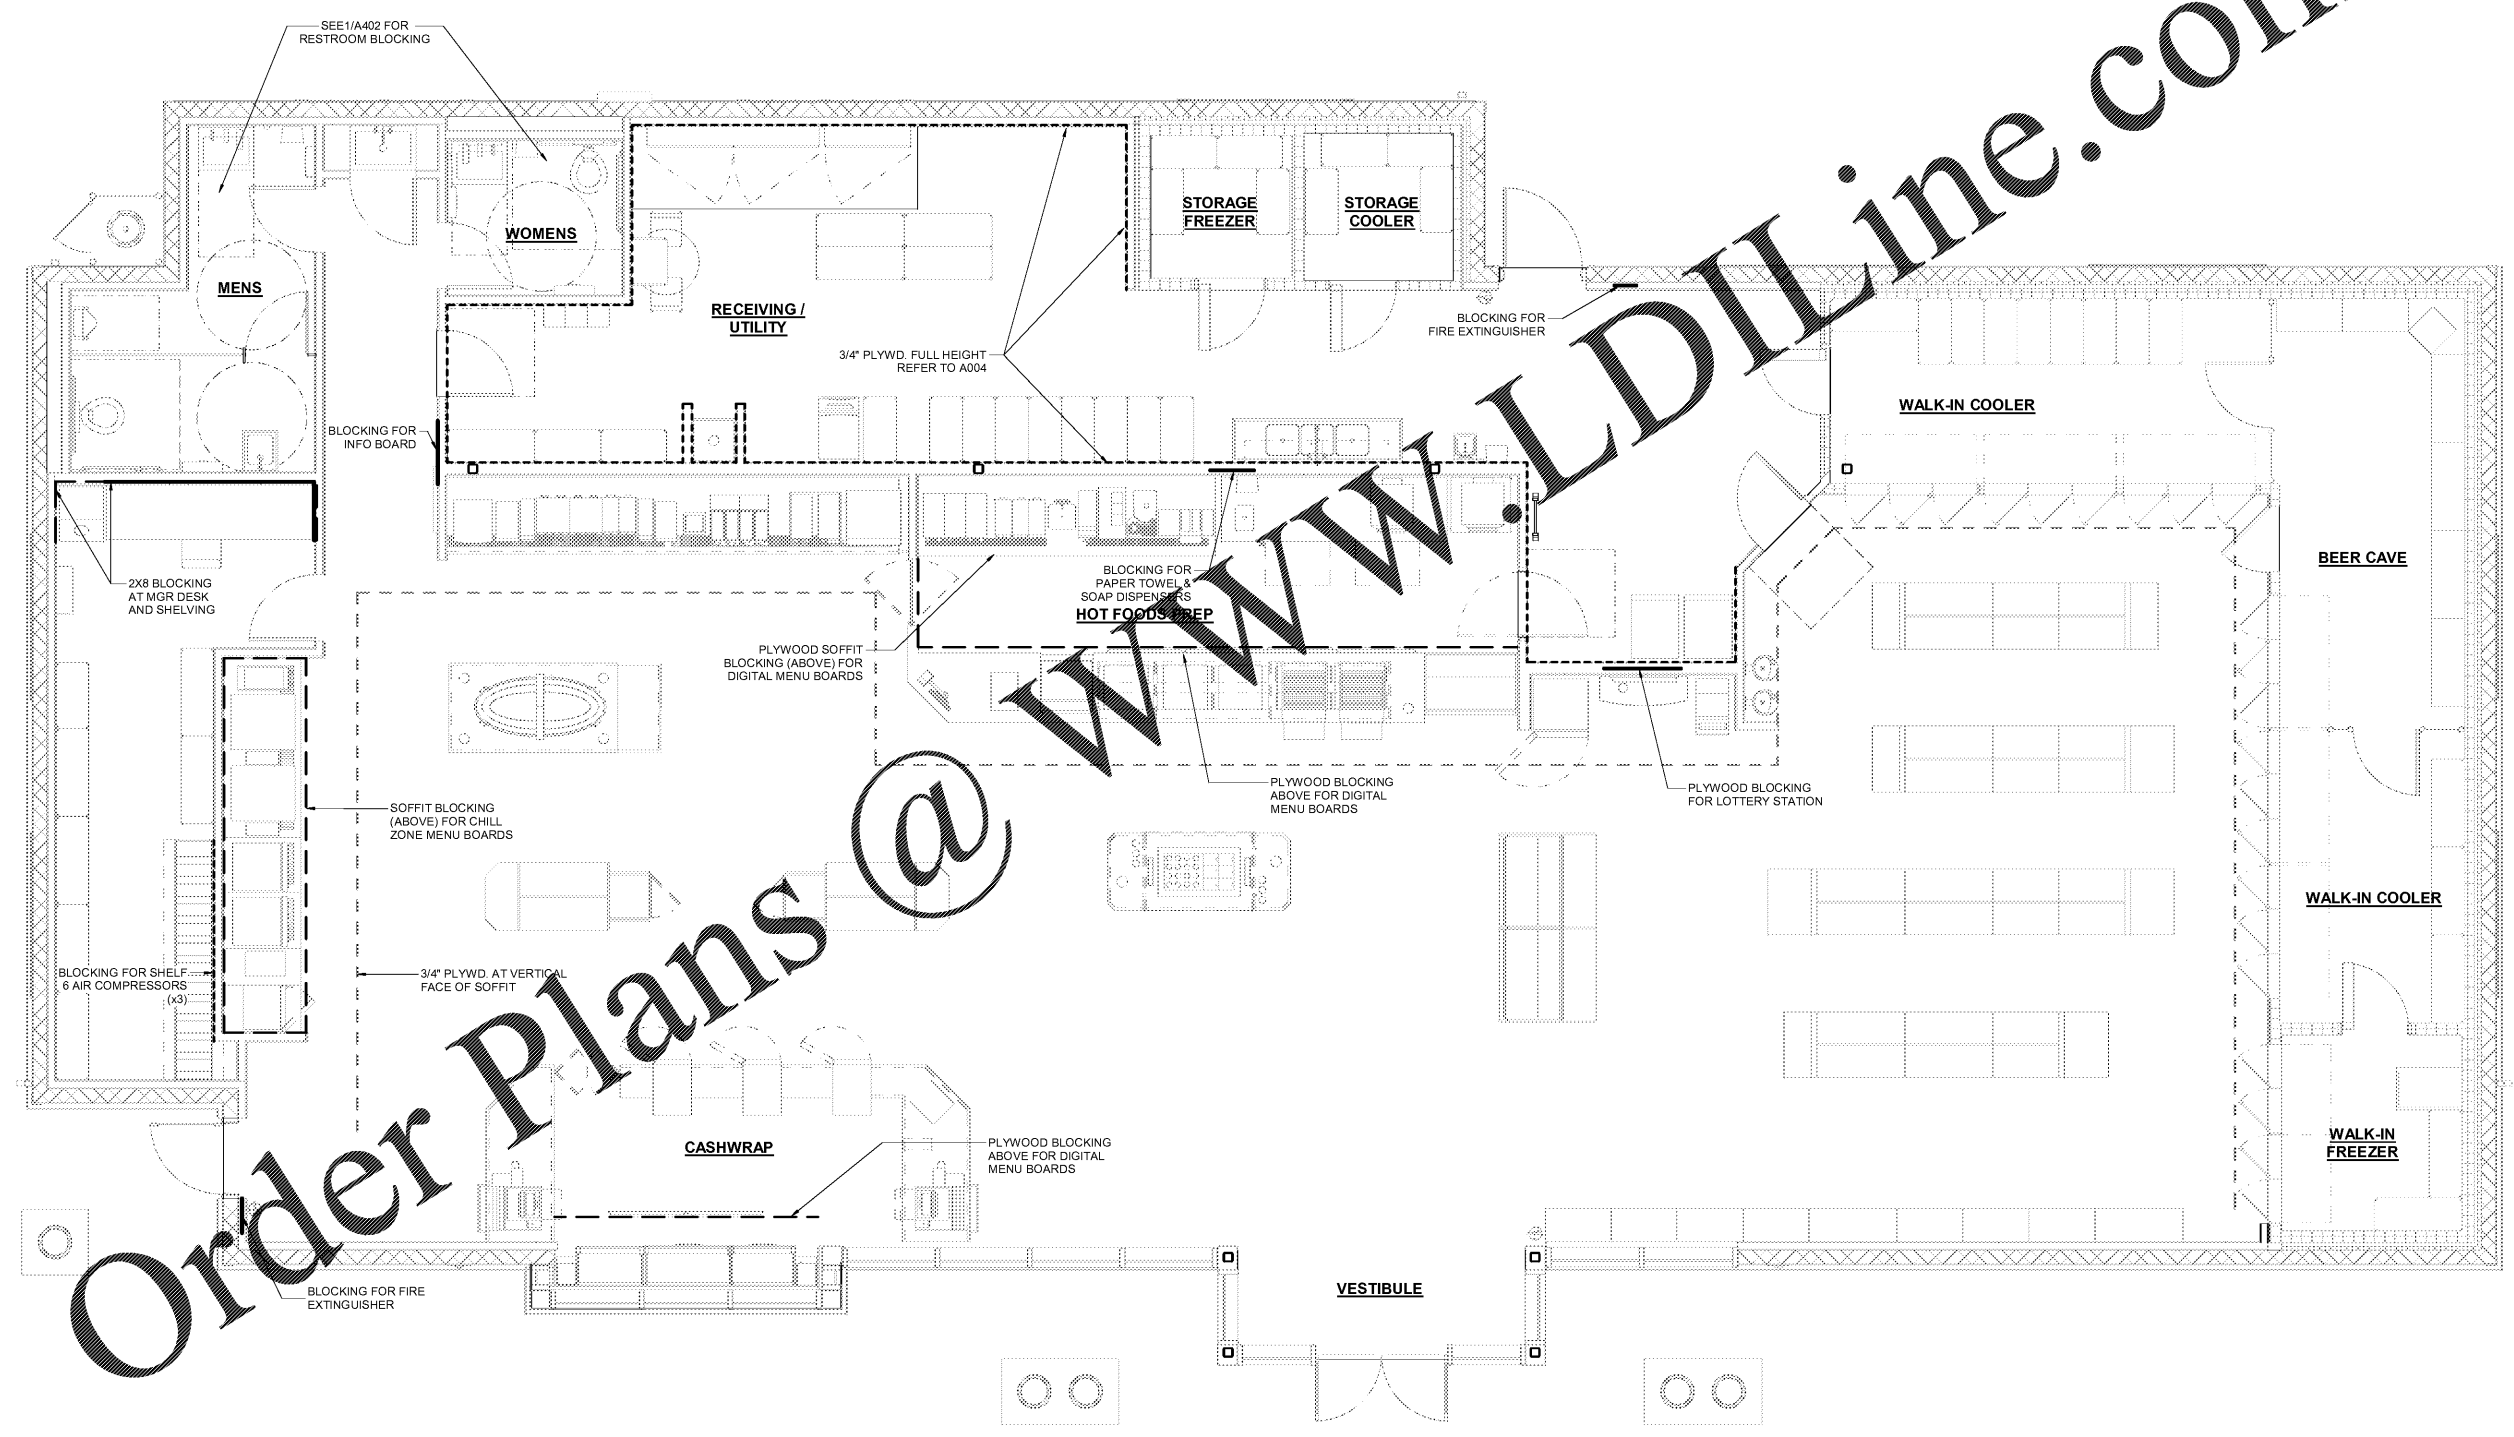 SEE1/A402 FOR
RESTROOM BLOCKING
STORAGE
FREEZER
STORAGE
COOLER
WOMENS
MENS
RECEIVING /
UTILITY
BLOCKING FOR
FIRE EXTINGUISHER
3/4" PLYWD. FULL HEIGHT
REFER TO A004
WALK-IN COOLER
BLOCKING FOR
INFO BOARD
BEER CAVE
2X8 BLOCKING
AT MGR DESK
AND SHELVING
BLOCKING FOR
PAPER TOWEL &
SOAP DISPENSERS
HOT FOODS PREP
PLYWOOD SOFFIT
BLOCKING (ABOVE) FOR
DIGITAL MENU BOARDS
PLYWOOD BLOCKING
ABOVE FOR DIGITAL
MENU BOARDS
PLYWOOD BLOCKING
FOR LOTTERY STATION
SOFFIT BLOCKING
(ABOVE) FOR CHILL
ZONE MENU BOARDS
WALK-IN COOLER
BLOCKING FOR SHELF
6 AIR COMPRESSORS
(x3)
3/4" PLYWD. AT VERTICAL
FACE OF SOFFIT
WALK-IN
FREEZER
CASHWRAP
PLYWOOD BLOCKING
ABOVE FOR DIGITAL
MENU BOARDS
BLOCKING FOR FIRE
EXTINGUISHER
VESTIBULE
Order Plans @ www.LDILine.com